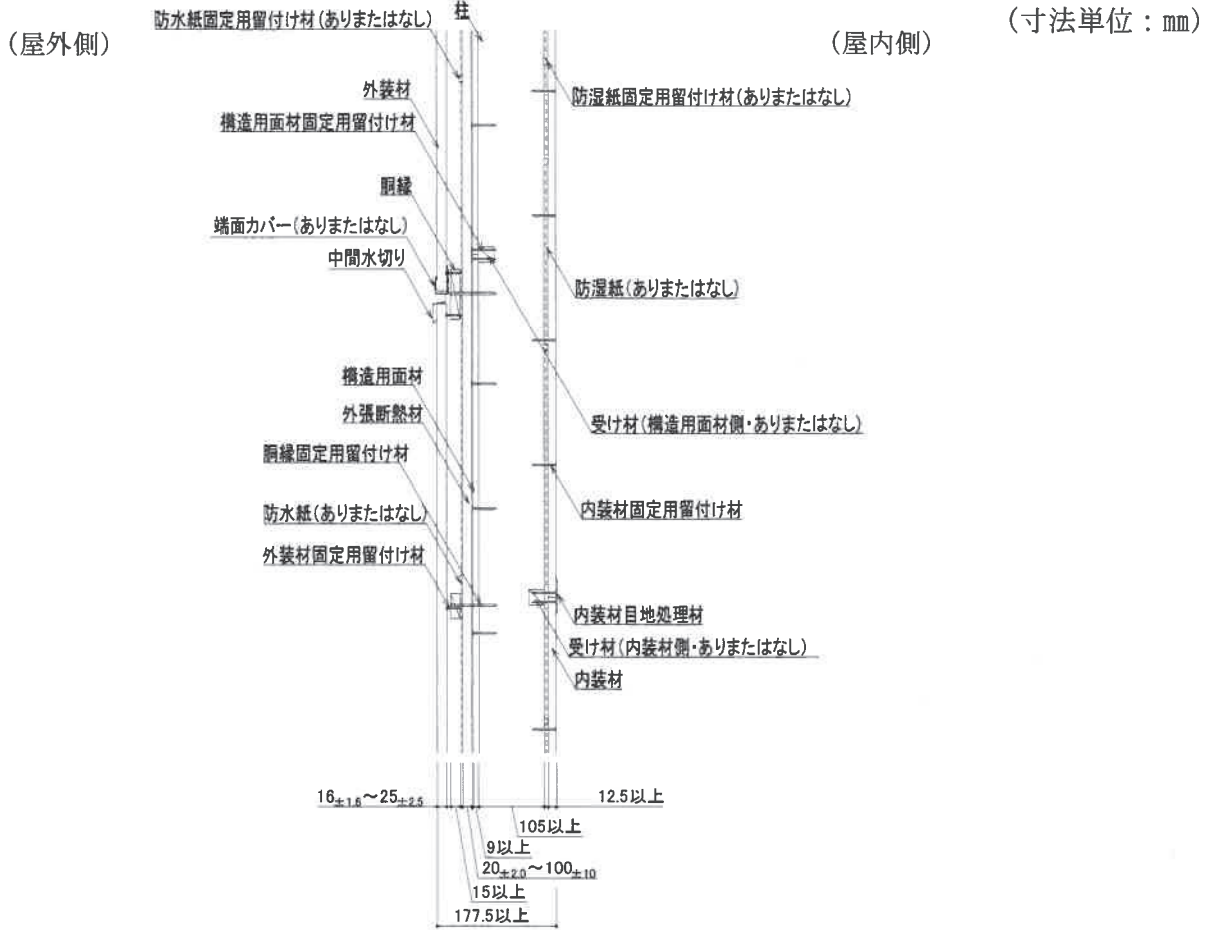 (寸法単位：㎜)
(屋外側)
(屋内側)
柱
防水紙固定用留付け材(ありまたはなし)
外装材
構造用面材固定用留付け材
胴縁
端面カバー(ありまたはなし)
中間水切り
構造用面材
外張断熱材
胴縁固定用留付け材
防水紙(ありまたはなし)
外装材固定用留付け材
防湿紙固定用留付け材(ありまたはなし)
防湿紙(ありまたはなし)
受け材(構造用面材側・ありまたはなし)
内装材固定用留付け材
内装材目地処理材
受け材(内装材側・ありまたはなし)
内装材
16±1.6～25±2.5
12.5以上
105以上
9以上
20±2.0～100±10
15以上
177.5以上